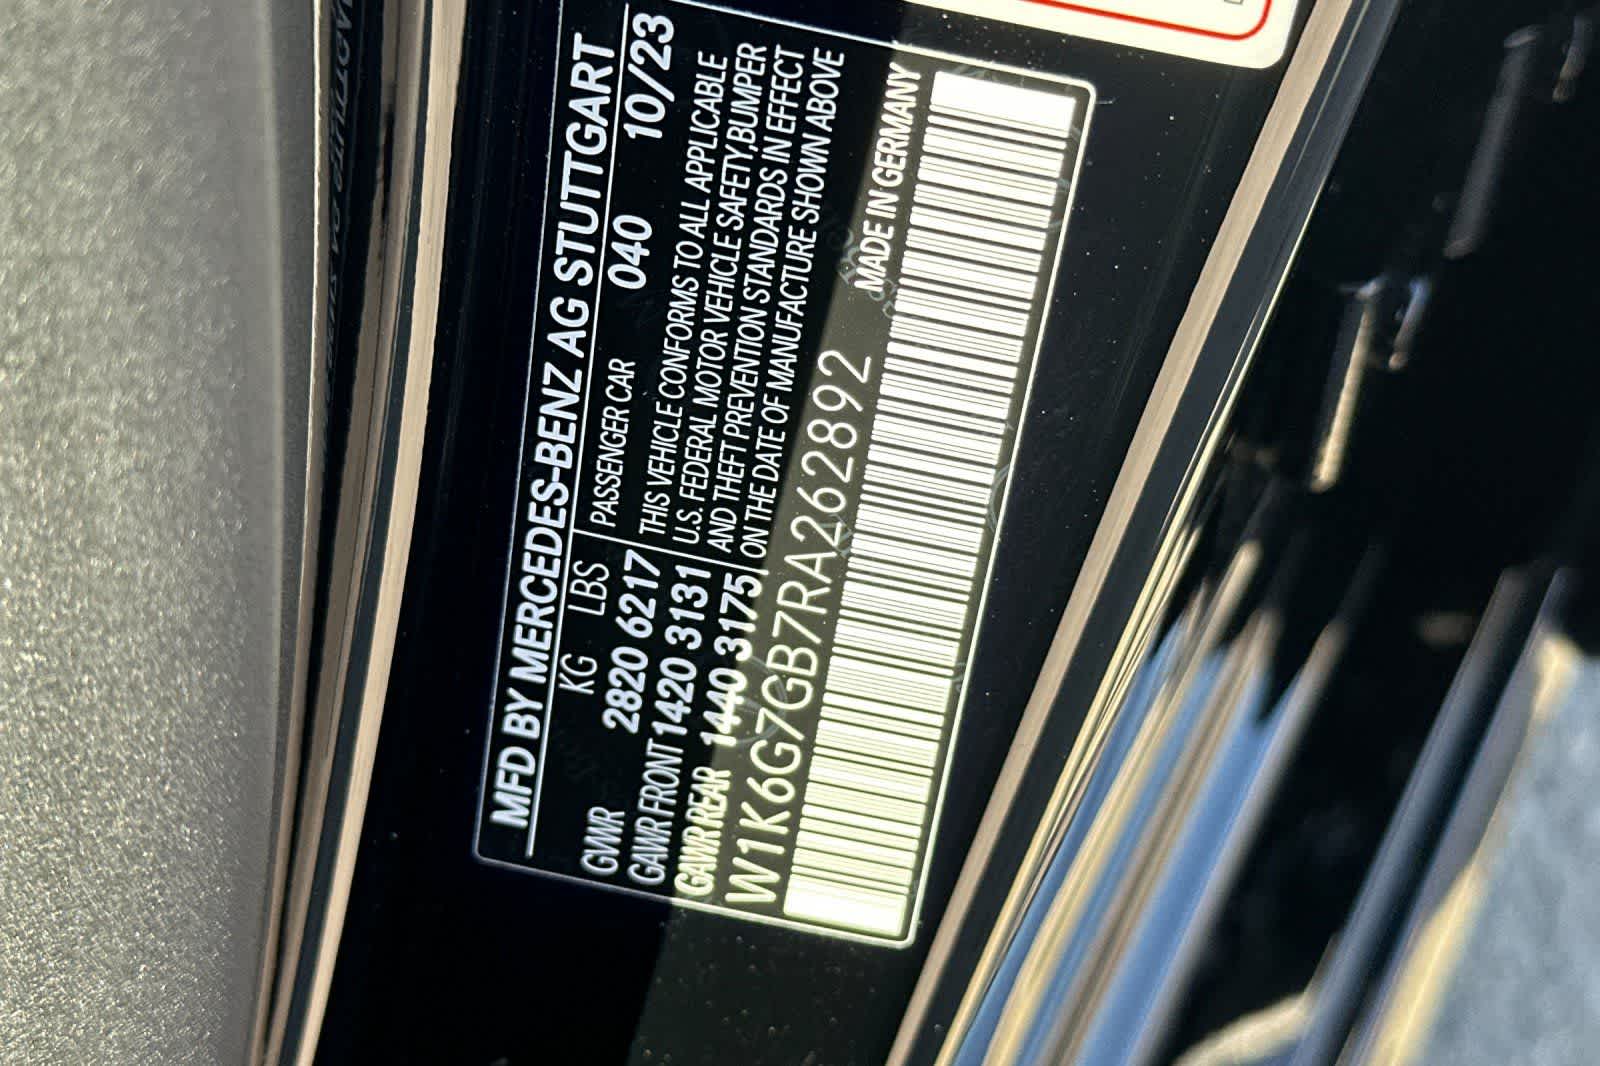 MFD BY MERCEDES-BENZ AG STUTTGART
KG LBS PASSENGER CAR 040 10/23
GVWR 2820 6217 THIS VEHICLE CONFORMS TO ALL APPLICABLE
GAWR FRONT 1420 3131 U.S. FEDERAL MOTOR VEHICLE SAFETY,BUMPER
GAWR REAR 1440 3175 AND THEFT PREVENTION STANDARDS IN EFFECT
ON THE DATE OF MANUFACTURE SHOWN ABOVE
W1K6G7GB7RA262892 MADE IN GERMANY